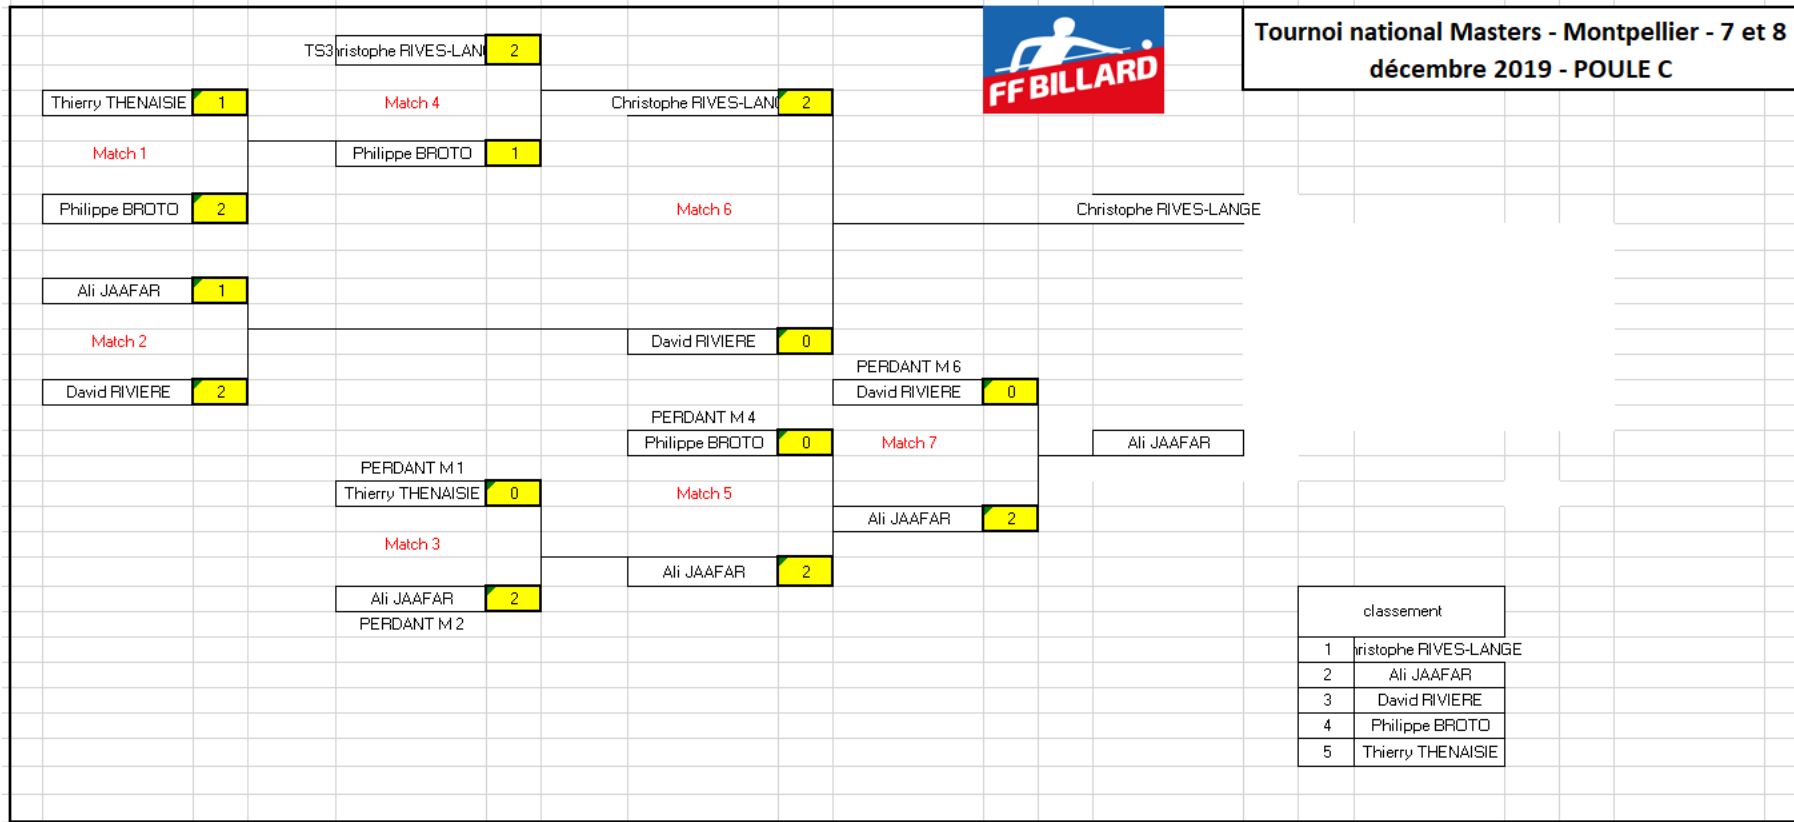 Tournoi national Masters - Montpellier - 7 et 8
décembre 2019 - POULE C
FF BILLARD
TS3 ristophe RIVES-LAN 2
Thierry THENAISIE 1
Match 4
Christophe RIVES-LAN 2
Match 1
Philippe BROTO 1
Philippe BROTO 2
Match 6
Christophe RIVES-LANGE
Ali JAAFAR 1
Match 2
David RIVIERE 0
PERDANT M 6
David RIVIERE 2
David RIVIERE 0
PERDANT M 4
Philippe BROTO 0
Match 7
Ali JAAFAR
PERDANT M 1
Thierry THENAISIE 0
Match 5
Ali JAAFAR 2
Match 3
Ali JAAFAR 2
Ali JAAFAR 2
PERDANT M 2
classement
1 ristophe RIVES-LANGE
2 Ali JAAFAR
3 David RIVIERE
4 Philippe BROTO
5 Thierry THENAISIE